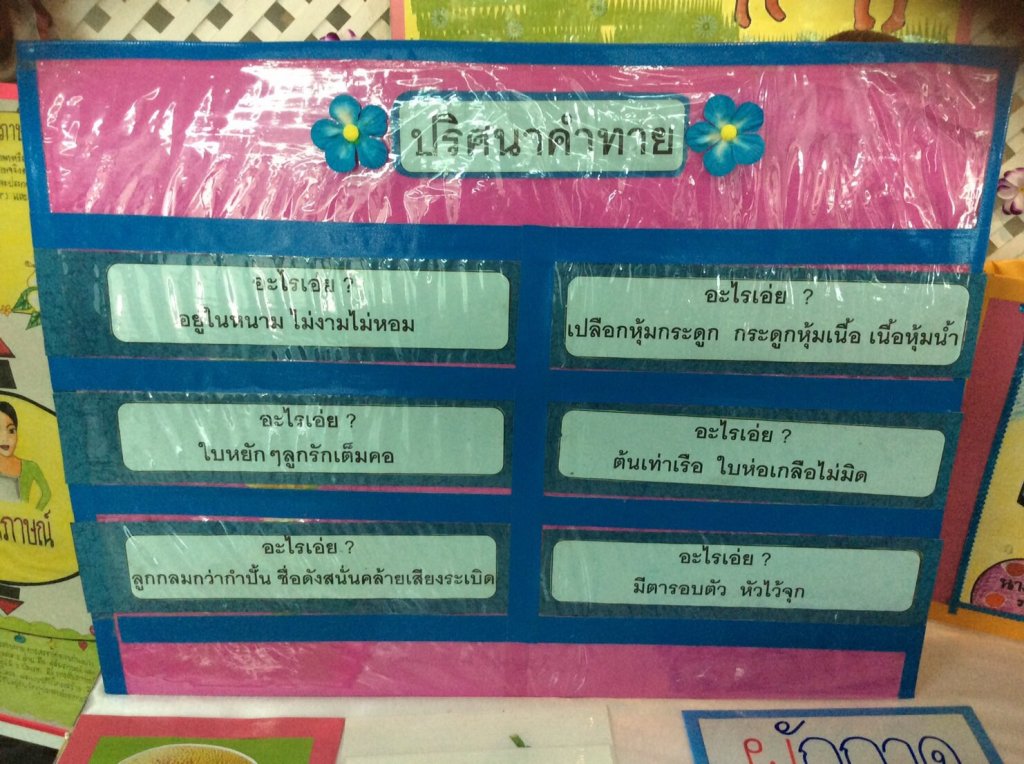 ปริศนาคำทาย
อะไรเอ่ย ?
อยู่ในหนาม ไม่งามไม่หอม
อะไรเอ่ย ?
เปลือกหุ้มกระดูก กระดูกหุ้มเนื้อ เนื้อหุ้มน้ำ
อะไรเอ่ย ?
ใบหยักๆลูกรักเต็มคอ
อะไรเอ่ย ?
ต้นเท่าเรือ ใบห่อเกลือไม่มิด
อะไรเอ่ย ?
ลูกกลมกว่ากำปั้น ชื่อดังสนั่นคล้ายเสียงระเบิด
อะไรเอ่ย ?
มีตารอบตัว หัวไว้จุก
ผักกาด